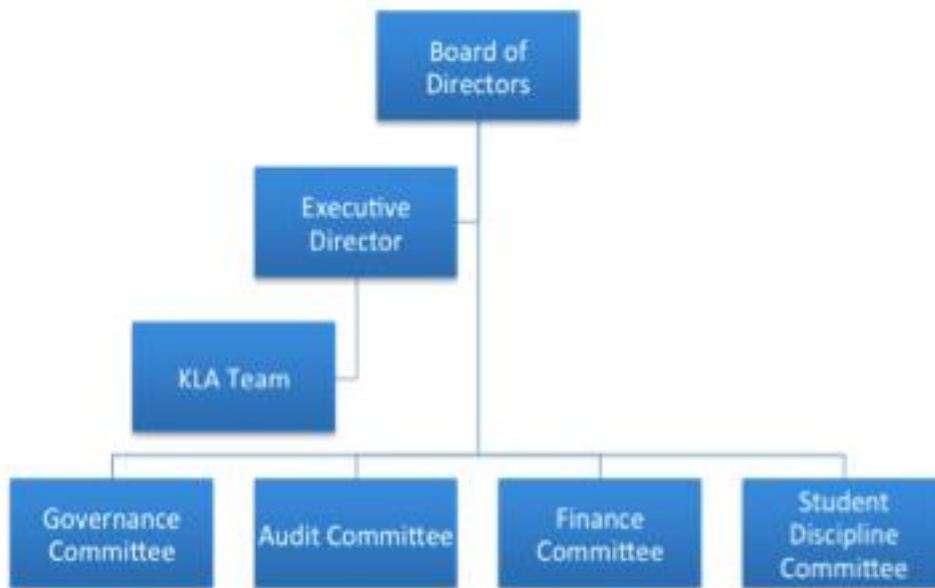 Board of
Directors
Executive
Director
KLA Team
Governance
Committee
Audit Committee
Finance
Committee
Student
Discipline
Committee